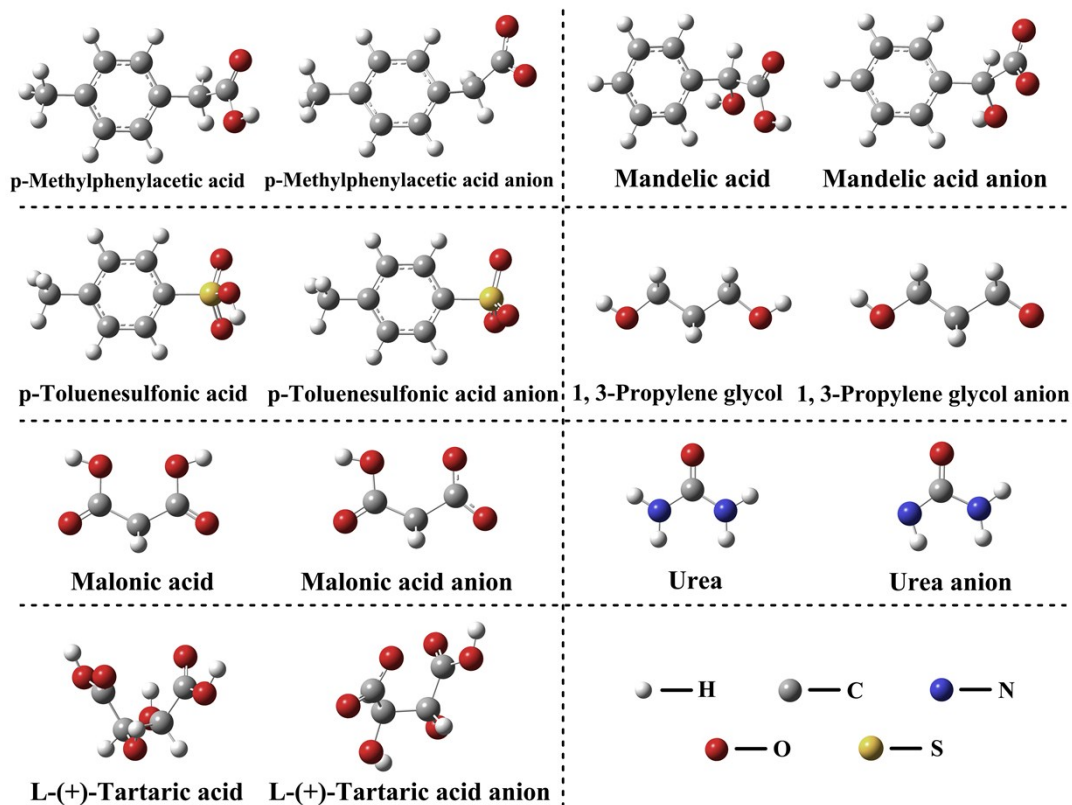 p-Methylphenylacetic acid
p-Methylphenylacetic acid anion
Mandelic acid
Mandelic acid anion
p-Toluenesulfonic acid
p-Toluenesulfonic acid anion
1, 3-Propylene glycol
1, 3-Propylene glycol anion
Malonic acid
Malonic acid anion
Urea
Urea anion
L-(+)-Tartaric acid
L-(+)-Tartaric acid anion
H
C
N
O
S